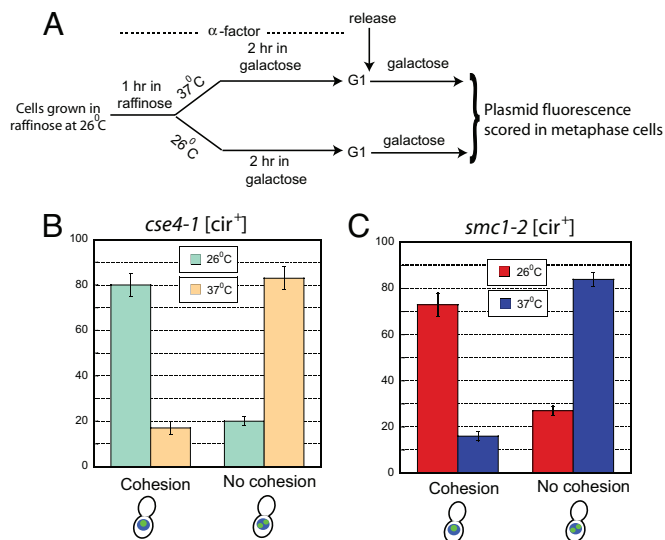 A
release
α-factor
2 hr in
galactose
G1
galactose
1 hr in
raffinose
37⁰C
Cells grown in
raffinose at 26⁰C
Plasmid fluorescence
scored in metaphase cells
26⁰C
2 hr in
galactose
G1
galactose
B
cse4-1 [cir⁺]
100
80
60
40
20
0
26⁰C
37⁰C
Cohesion
No cohesion
C
smc1-2 [cir⁺]
100
80
60
40
20
0
26⁰C
37⁰C
Cohesion
No cohesion